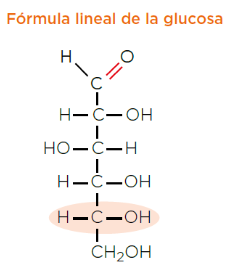 Fórmula lineal de la glucosa
H O
C
H C OH
HO C H
H C OH
H C OH
CH₂OH